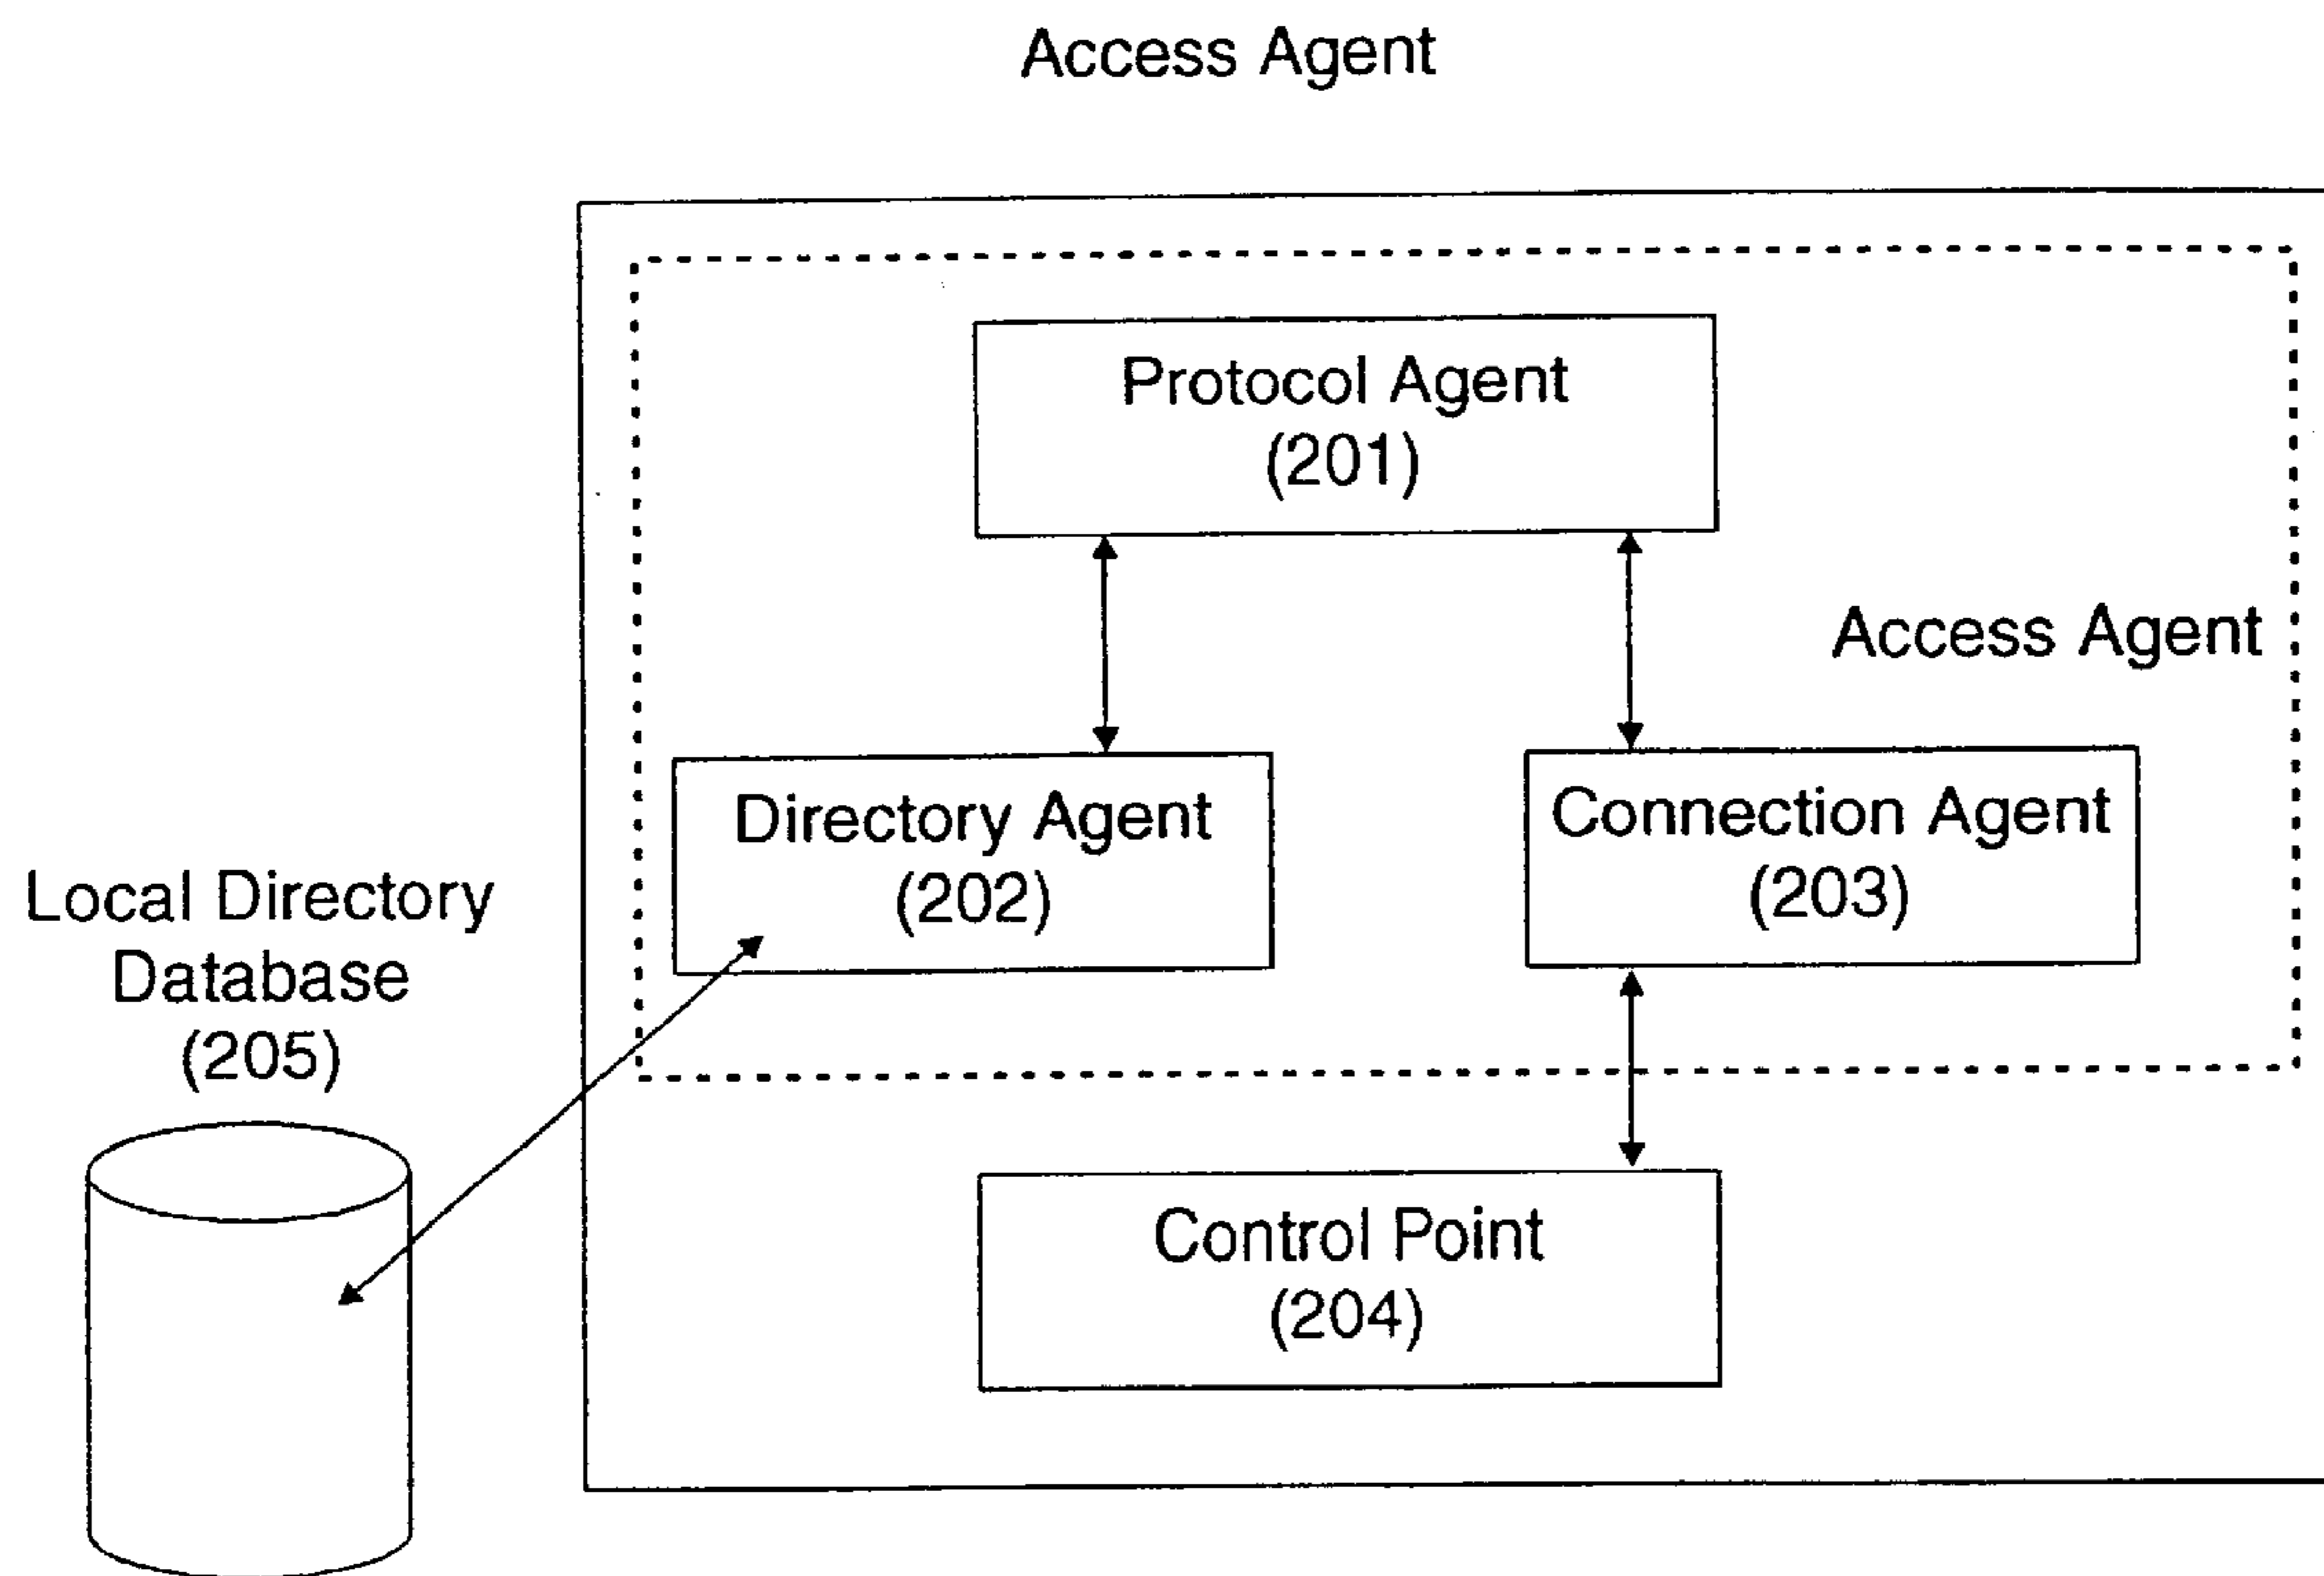 Access Agent
Protocol Agent
(201)
Access Agent
Directory Agent
(202)
Connection Agent
(203)
Local Directory
Database
(205)
Control Point
(204)